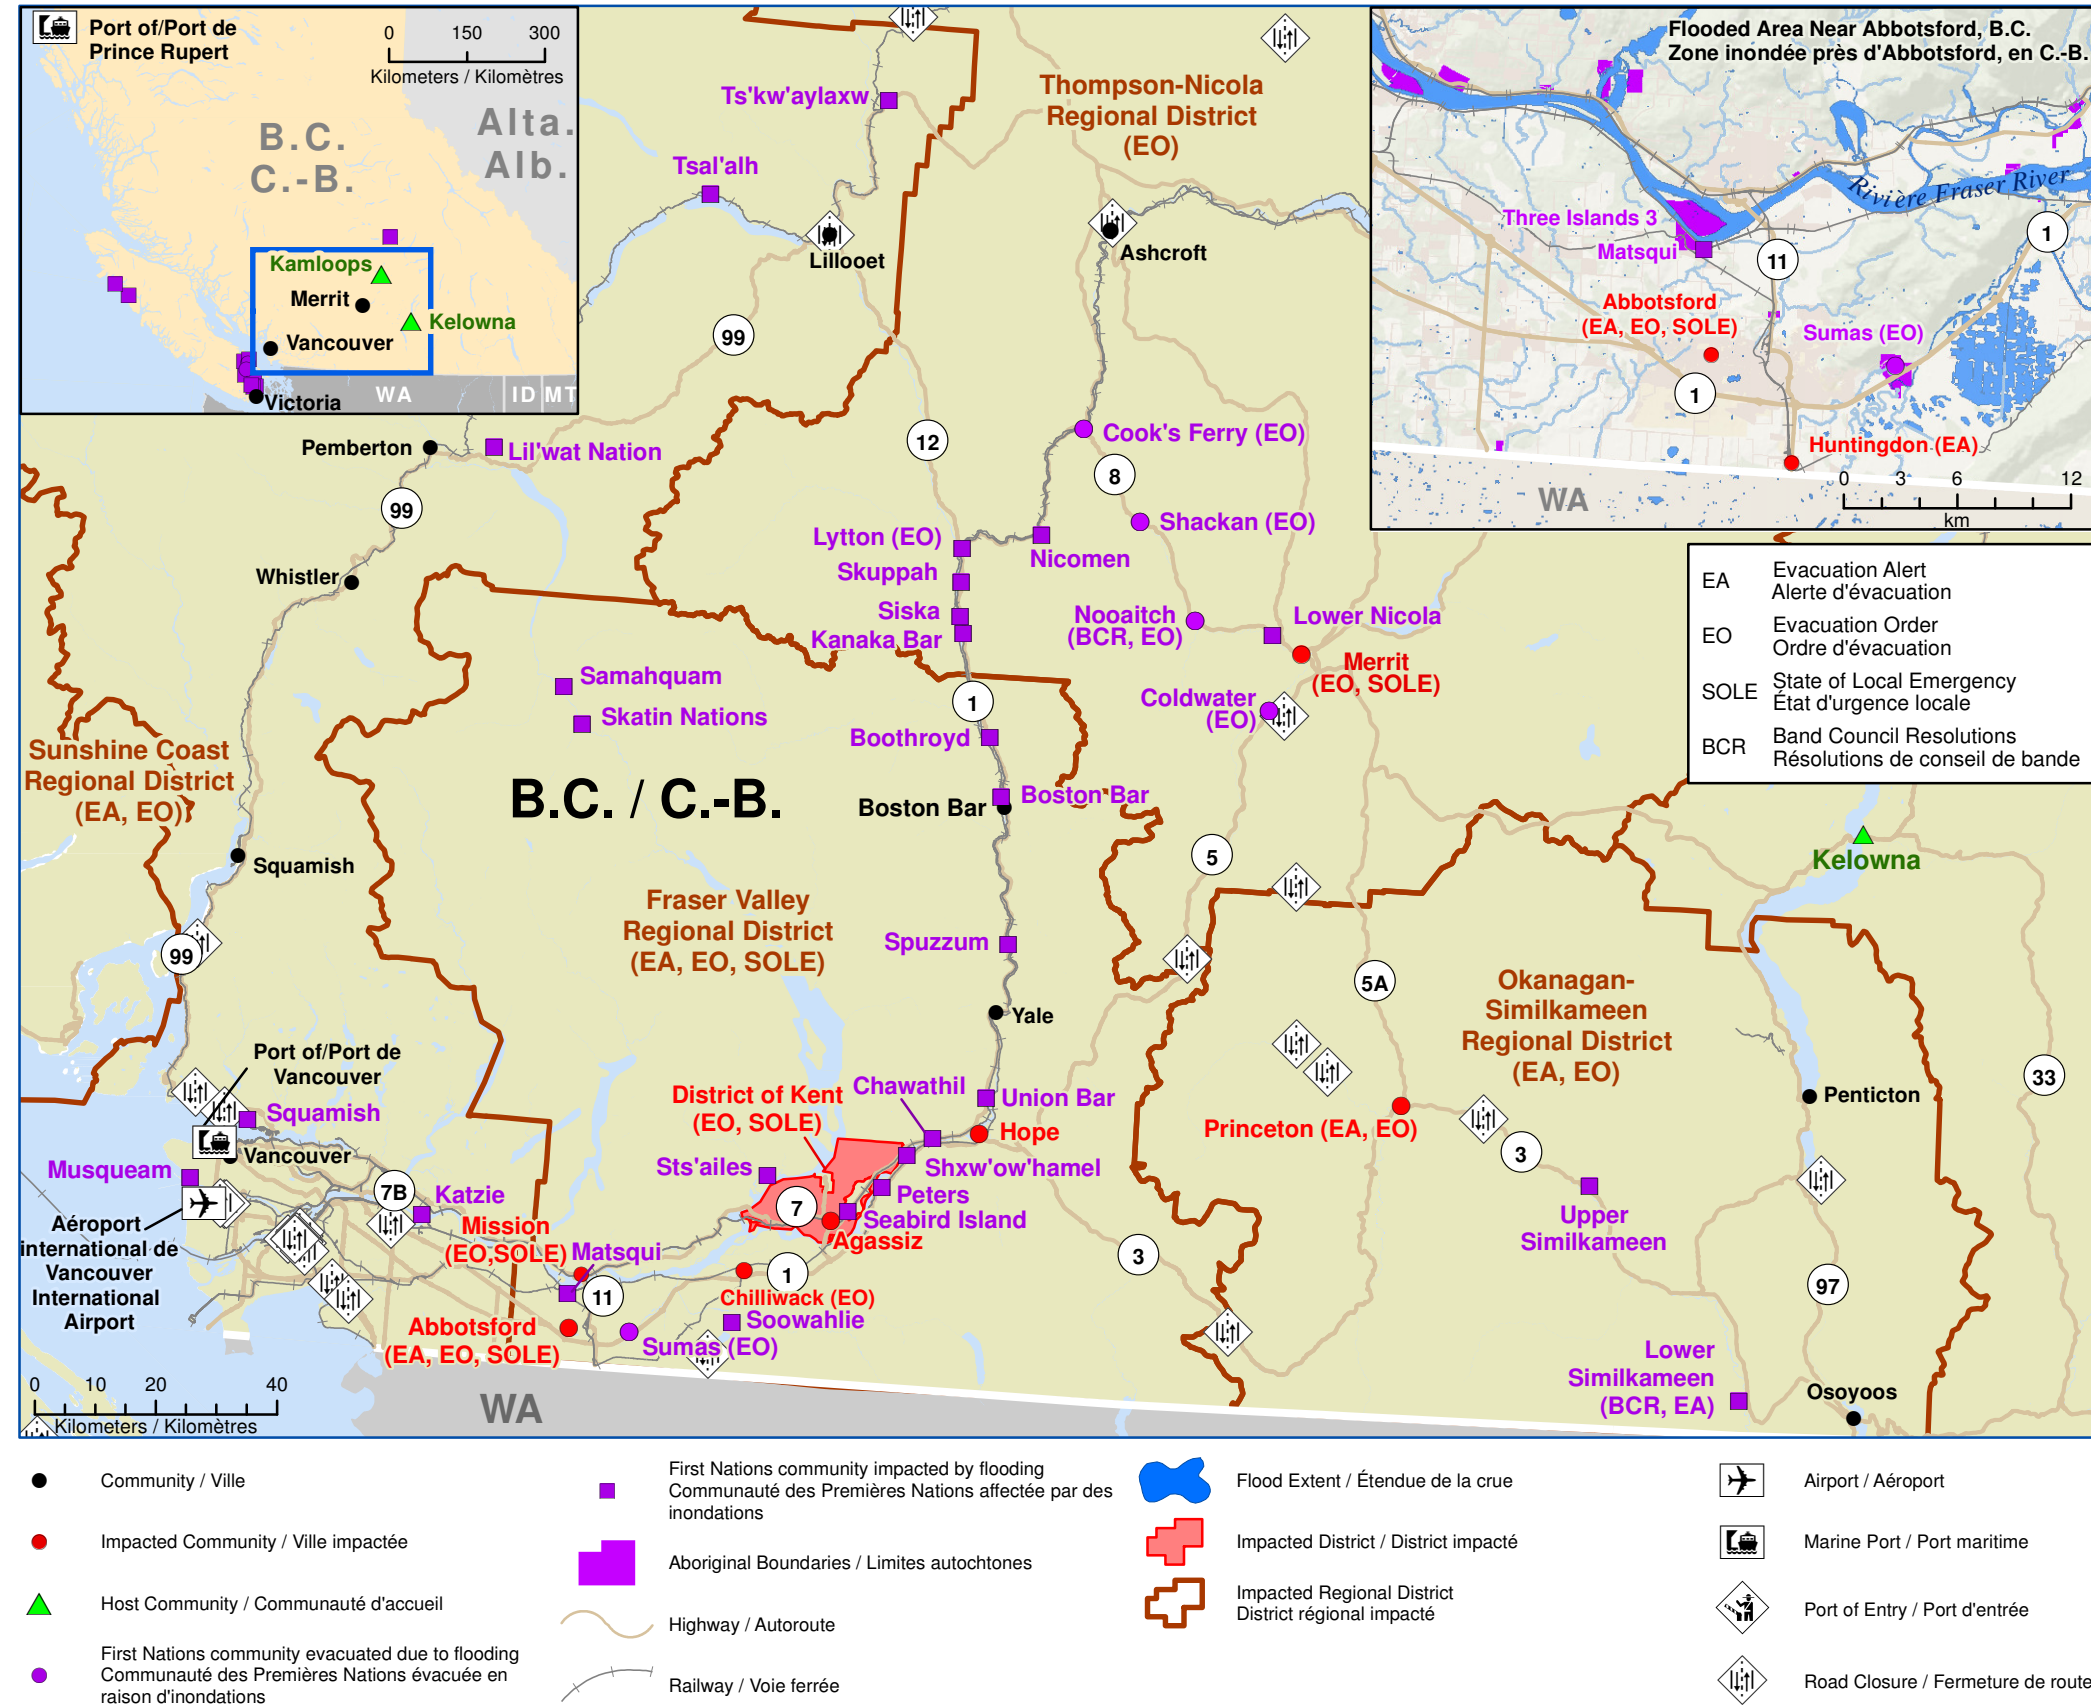 Port of/Port de
Prince Rupert
0 150 300
Kilometers / Kilomètres
B.C.
C.-B.
Alta.
Alb.
Kamloops
Merrit
Kelowna
Vancouver
WA
ID
MT
Victoria
Flooded Area Near Abbotsford, B.C.
Zone inondée près d'Abbotsford, en C.-B.
Rivière Fraser River
Three Islands 3
Matsqui
1
11
Abbotsford
(EA, EO, SOLE)
Sumas (EO)
1
Huntingdon (EA)
WA
0 3 6 12
km
EA
Evacuation Alert
Alerte d'évacuation
EO
Evacuation Order
Ordre d'évacuation
SOLE
State of Local Emergency
État d'urgence locale
BCR
Band Council Resolutions
Résolutions de conseil de bande
Thompson-Nicola
Regional District
(EO)
Ts'kw'aylaxw
Tsal'alh
Lillooet
Ashcroft
99
12
Pemberton
Lil'wat Nation
Cook's Ferry (EO)
8
99
Shackan (EO)
Lytton (EO)
Nicomen
Skuppah
Whistler
Siska
Kanaka Bar
Nooaitch
(BCR, EO)
Lower Nicola
Merrit
(EO, SOLE)
Samahquam
Skatin Nations
1
Coldwater
(EO)
Boothroyd
Sunshine Coast
Regional District
(EA, EO)
B.C. / C.-B.
Boston Bar
Boston Bar
5
Kelowna
Squamish
Fraser Valley
Regional District
(EA, EO, SOLE)
Spuzzum
99
5A
Okanagan-
Similkameen
Regional District
(EA, EO)
Yale
Port of/Port de
Vancouver
District of Kent
(EO, SOLE)
Chawathil
Union Bar
33
Penticton
Squamish
Princeton (EA, EO)
Hope
3
Vancouver
Musqueam
Sts'ailes
Shxw'ow'hamel
7B
Katzie
7
Peters
Seabird Island
Agassiz
Upper
Similkameen
Aéroport
international de
Vancouver
International
Airport
Mission
(EO,SOLE)
Matsqui
3
1
11
Chilliwack (EO)
97
Soowahlie
Abbotsford
(EA, EO, SOLE)
Sumas (EO)
Lower
Similkameen
(BCR, EA)
Osoyoos
0 10 20 40
Kilometers / Kilomètres
WA
Community / Ville
Impacted Community / Ville impactée
Host Community / Communauté d'accueil
First Nations community evacuated due to flooding
Communauté des Premières Nations évacuée en
raison d'inondations
First Nations community impacted by flooding
Communauté des Premières Nations affectée par des
inondations
Aboriginal Boundaries / Limites autochtones
Highway / Autoroute
Railway / Voie ferrée
Flood Extent / Étendue de la crue
Impacted District / District impacté
Impacted Regional District
District régional impacté
Airport / Aéroport
Marine Port / Port maritime
Port of Entry / Port d'entrée
Road Closure / Fermeture de route